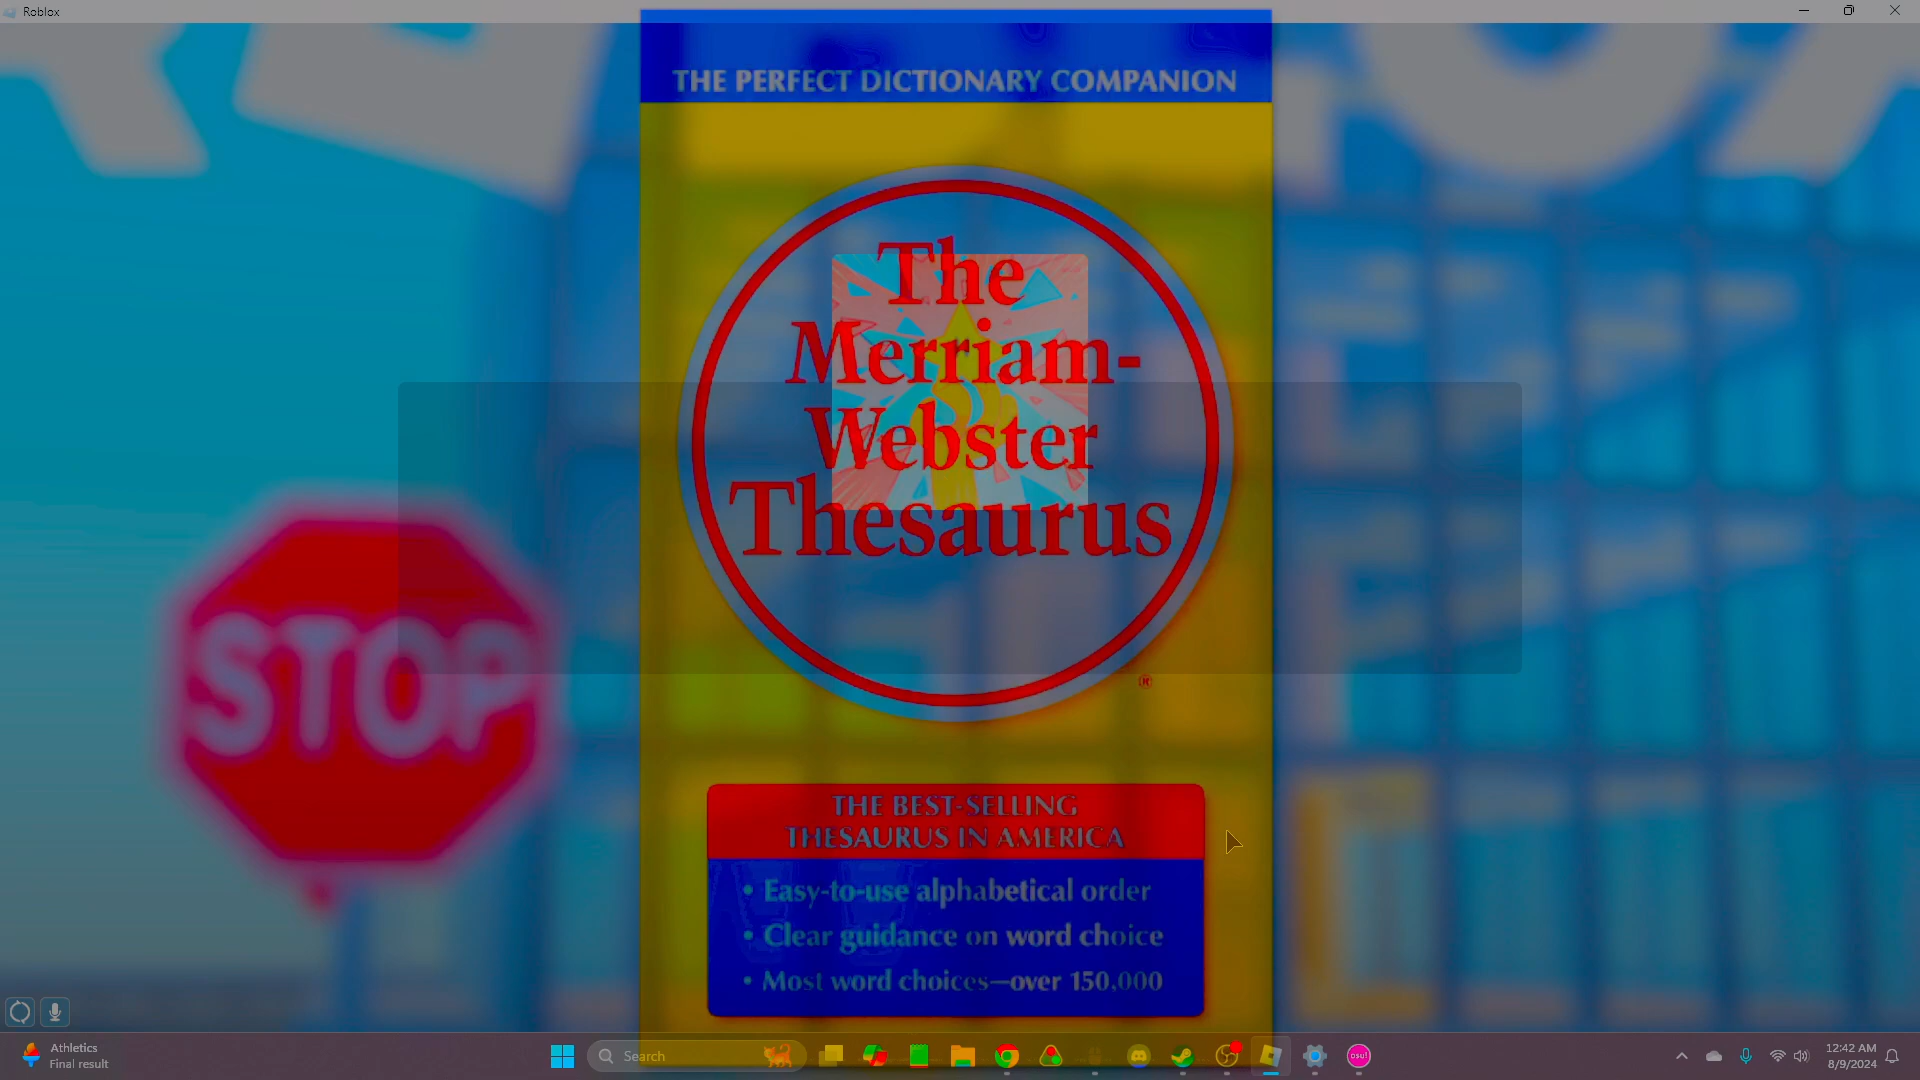 Roblox
THE PERFECT DICTIONARY COMPANION
The
Merriam-
Webster
Thesaurus
®
STOP
THE BEST-SELLING
THESAURUS IN AMERICA
• Easy-to-use alphabetical order
• Clear guidance on word choice
• Most word choices—over 150,000
Athletics
Final result
Search
osu!
12:42 AM
8/9/2024